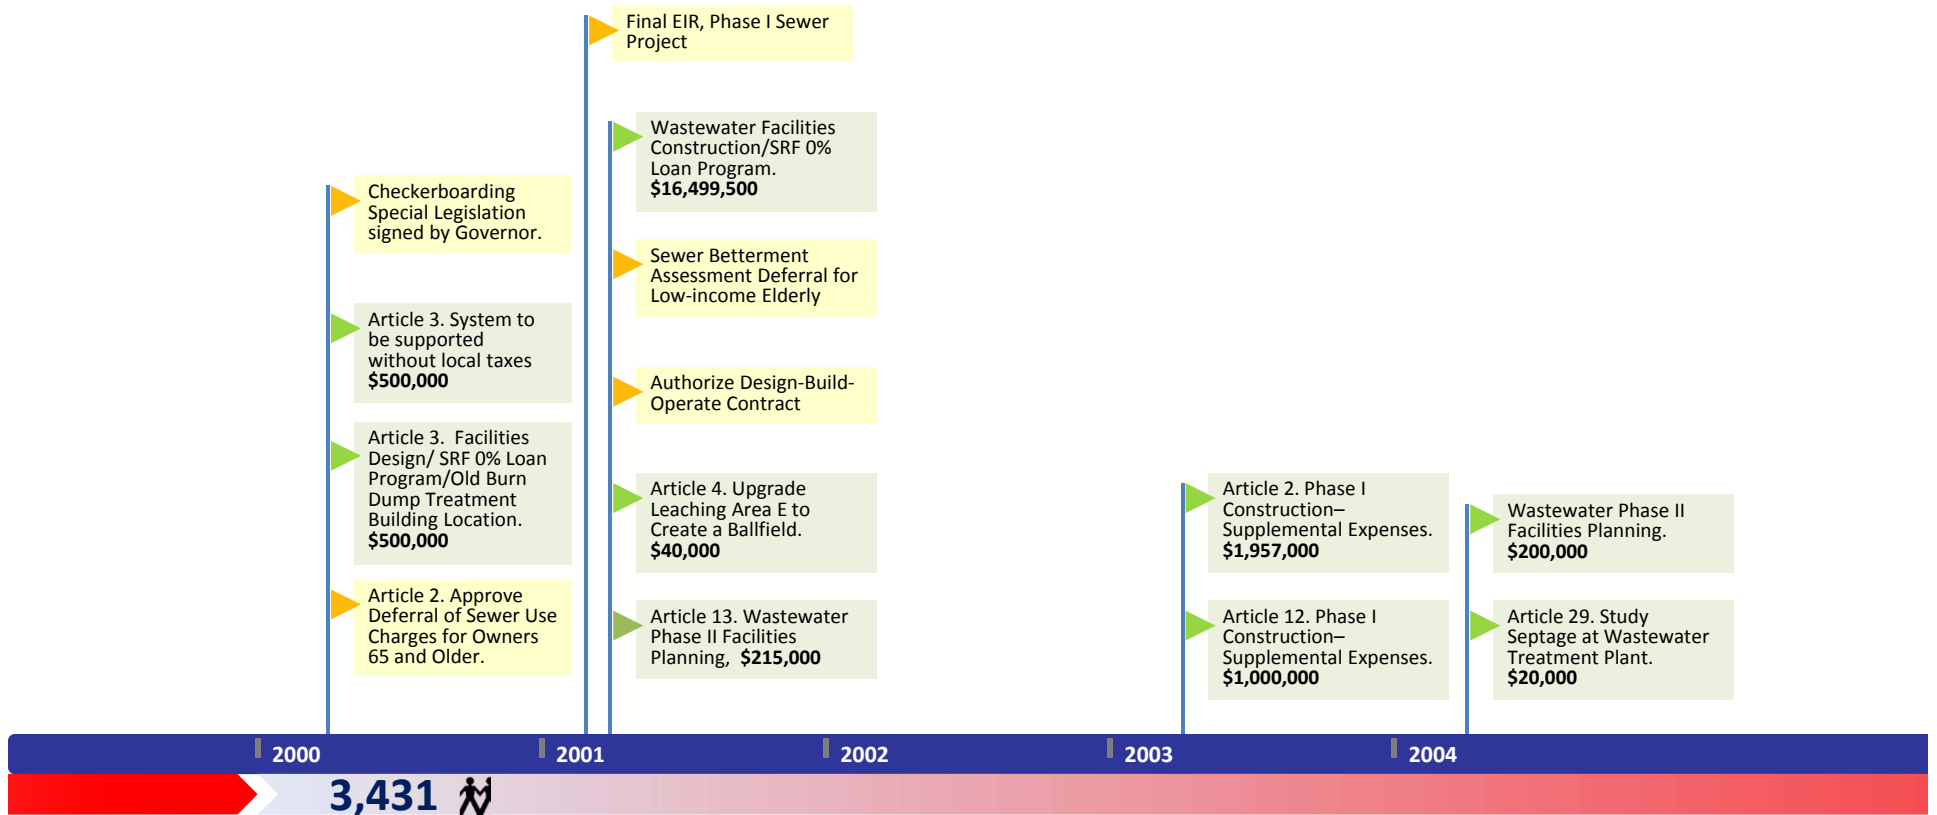 Final EIR, Phase I Sewer
Project
Wastewater Facilities
Construction/SRF 0%
Loan Program.
$16,499,500
Checkerboarding
Special Legislation
signed by Governor.
Sewer Betterment
Assessment Deferral for
Low-income Elderly
Article 3. System to
be supported
without local taxes
$500,000
Authorize Design-Build-
Operate Contract
Article 3.  Facilities
Design/ SRF 0% Loan
Program/Old Burn
Dump Treatment
Building Location.
$500,000
Article 4. Upgrade
Leaching Area E to
Create a Ballfield.
$40,000
Article 2. Phase I
Construction–
Supplemental Expenses.
$1,957,000
Wastewater Phase II
Facilities Planning.
$200,000
Article 2. Approve
Deferral of Sewer Use
Charges for Owners
65 and Older.
Article 13. Wastewater
Phase II Facilities
Planning,  $215,000
Article 12. Phase I
Construction–
Supplemental Expenses.
$1,000,000
Article 29. Study
Septage at Wastewater
Treatment Plant.
$20,000
2000
2001
2002
2003
2004
3,431